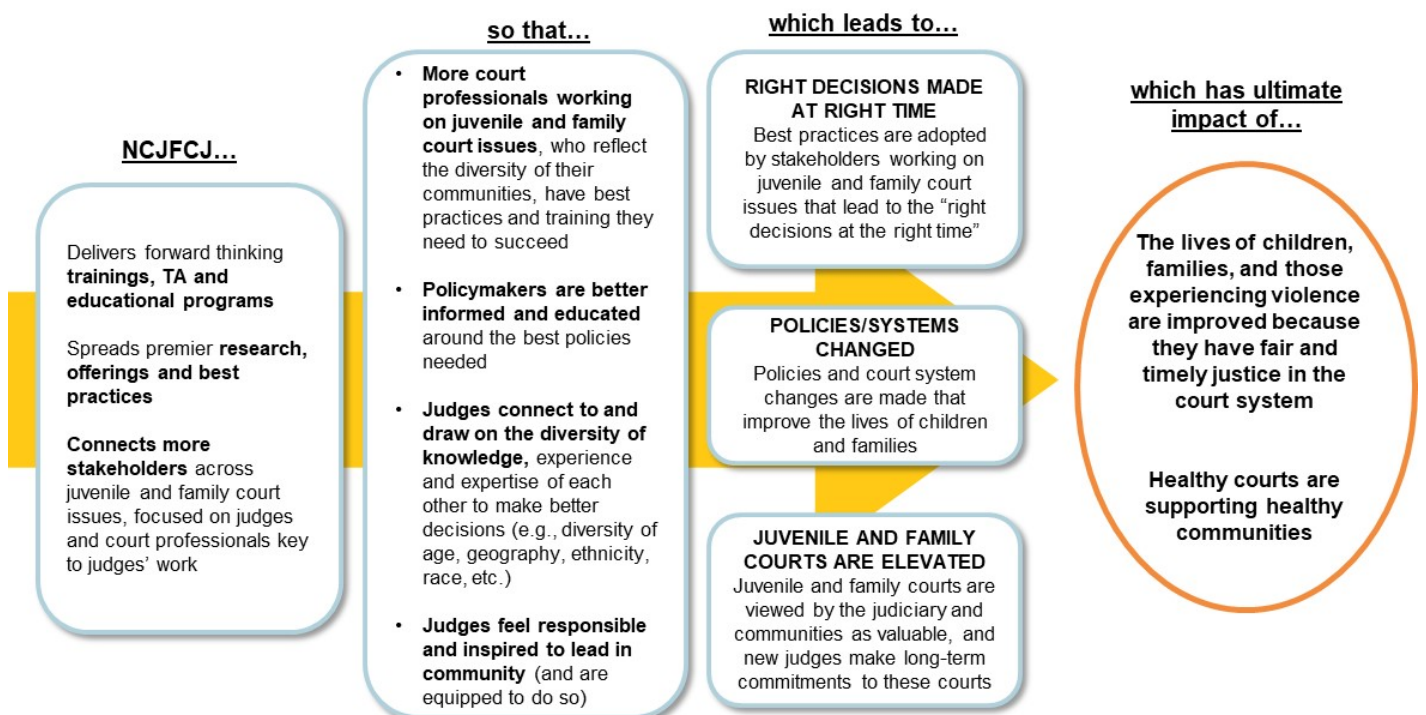 NCJFCJ…
Delivers forward thinking
trainings, TA and
educational programs
Spreads premier research,
offerings and best
practices
Connects more
stakeholders across
juvenile and family court
issues, focused on judges
and court professionals key
to judges’ work
so that…
• More court
professionals working
on juvenile and family
court issues, who reflect
the diversity of their
communities, have best
practices and training they
need to succeed
• Policymakers are better
informed and educated
around the best policies
needed
• Judges connect to and
draw on the diversity of
knowledge, experience
and expertise of each
other to make better
decisions (e.g., diversity of
age, geography, ethnicity,
race, etc.)
• Judges feel responsible
and inspired to lead in
community (and are
equipped to do so)
which leads to…
RIGHT DECISIONS MADE
AT RIGHT TIME
Best practices are adopted
by stakeholders working on
juvenile and family court
issues that lead to the “right
decisions at the right time”
POLICIES/SYSTEMS
CHANGED
Policies and court system
changes are made that
improve the lives of children
and families
JUVENILE AND FAMILY
COURTS ARE ELEVATED
Juvenile and family courts are
viewed by the judiciary and
communities as valuable, and
new judges make long-term
commitments to these courts
which has ultimate
impact of…
The lives of children,
families, and those
experiencing violence
are improved because
they have fair and
timely justice in the
court system
Healthy courts are
supporting healthy
communities